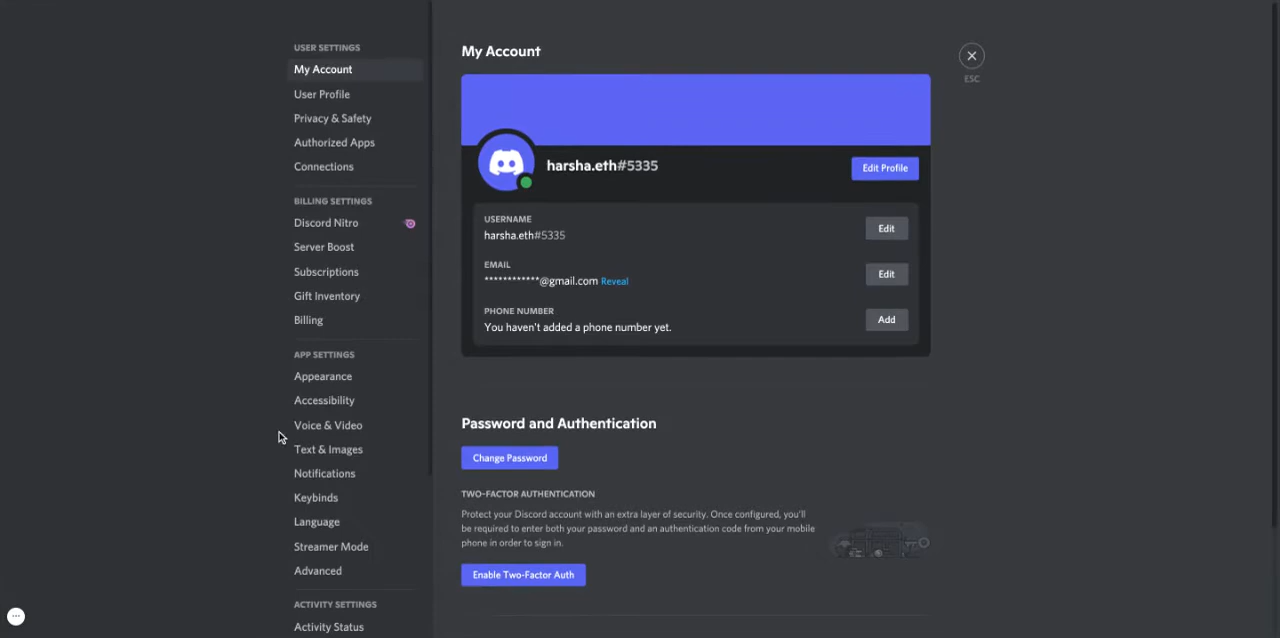 USER SETTINGS
My Account
User Profile
Privacy & Safety
Authorized Apps
Connections
BILLING SETTINGS
Discord Nitro
Server Boost
Subscriptions
Gift Inventory
Billing
APP SETTINGS
Appearance
Accessibility
Voice & Video
Text & Images
Notifications
Keybinds
Language
Streamer Mode
Advanced
ACTIVITY SETTINGS
Activity Status
My Account
ESC
harsha.eth#5335
Edit Profile
USERNAME
harsha.eth#5335
Edit
EMAIL
************@gmail.com Reveal
Edit
PHONE NUMBER
You haven't added a phone number yet.
Add
Password and Authentication
Change Password
TWO-FACTOR AUTHENTICATION
Protect your Discord account with an extra layer of security. Once configured, you'll
be required to enter both your password and an authentication code from your mobile
phone in order to sign in.
Enable Two-Factor Auth